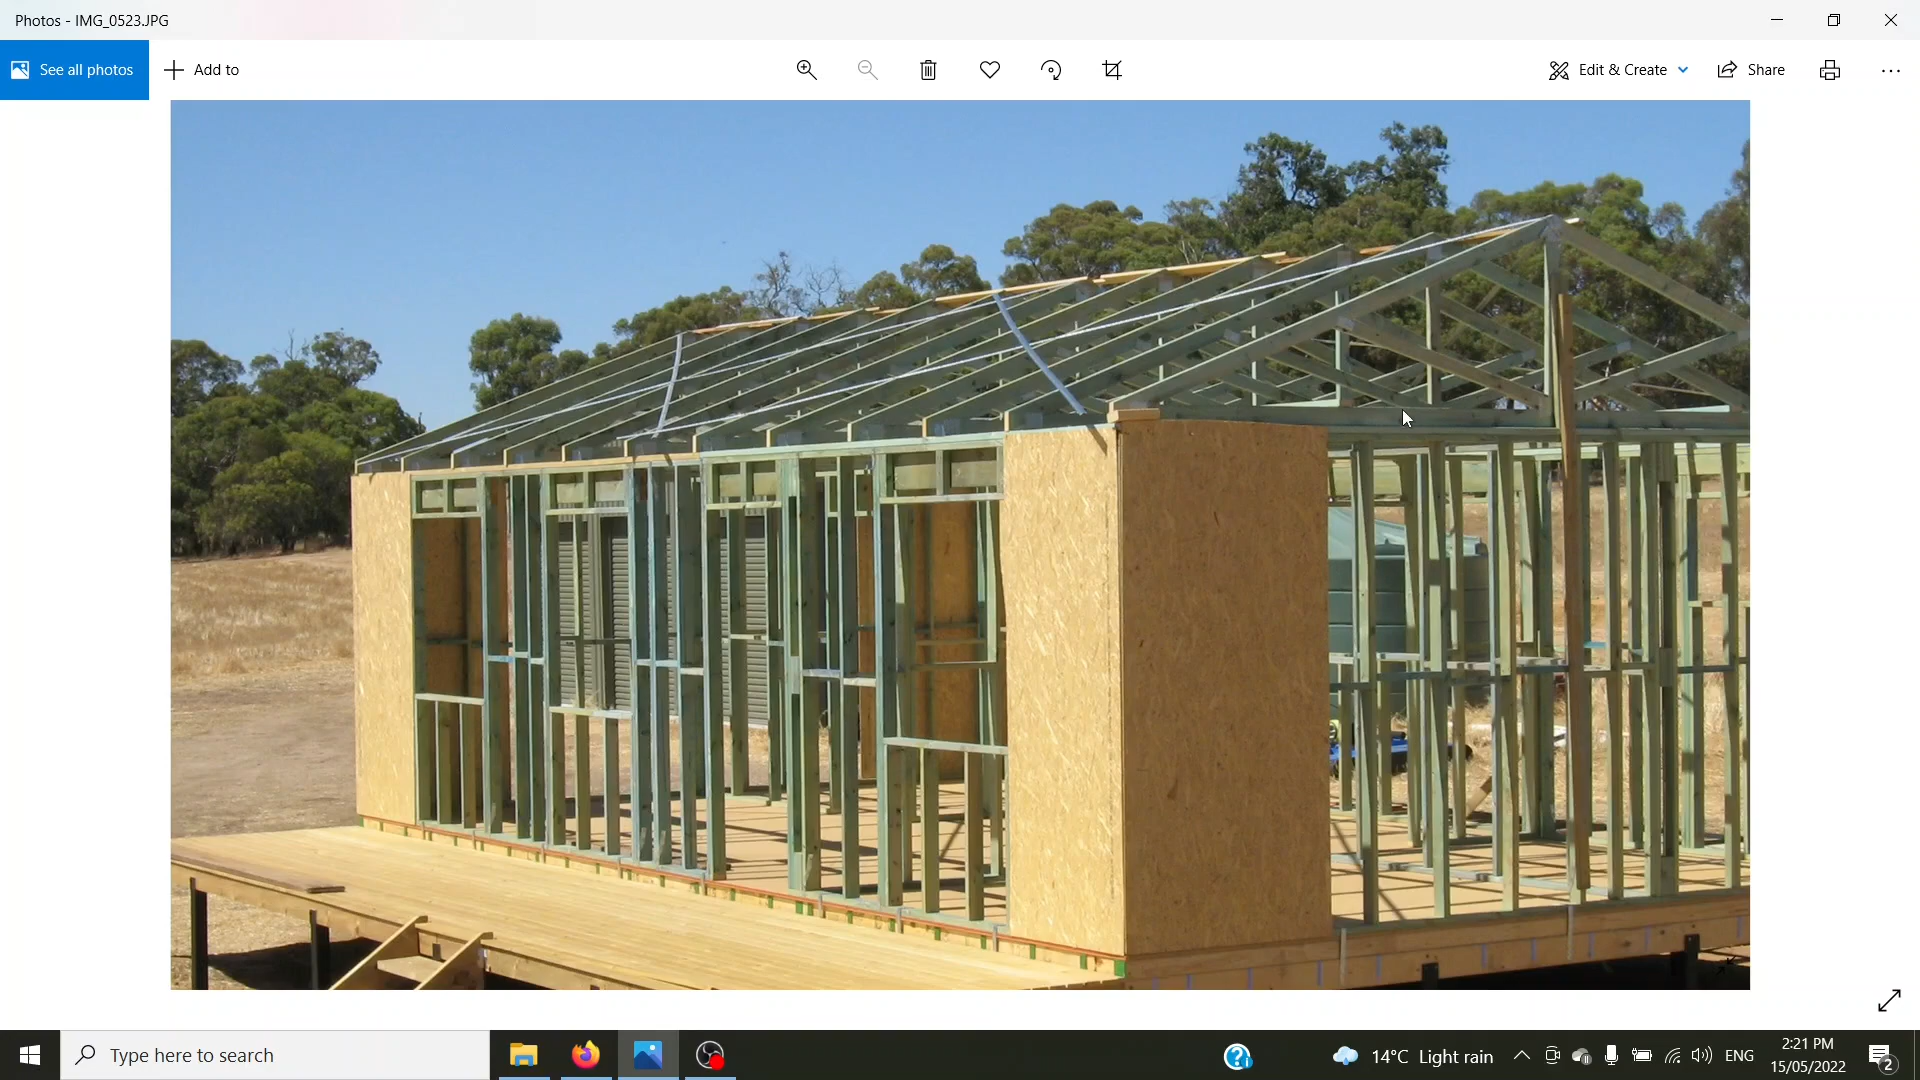 Photos - IMG_0523.JPG
See all photos
Add to
Edit & Create
Share
Type here to search
14°C Light rain
ENG
2:21 PM
15/05/2022
2